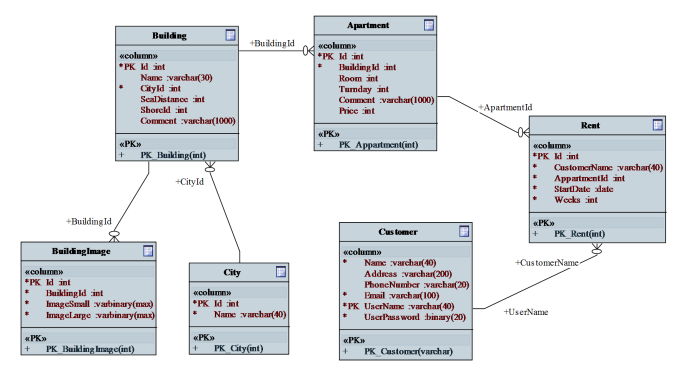 Building
«column»
*PK Id :int
Name :varchar(30)
* CityId :int
SeaDistance :int
ShoreId :int
Comment :varchar(1000)
«PK»
+ PK_Building(int)
+BuildingId
Apartment
«column»
*PK Id :int
* BuildingId :int
Room :int
Turnday :int
Comment :varchar(1000)
Price :int
«PK»
+ PK_Appartment(int)
+ApartmentId
Rent
«column»
*PK Id :int
* CustomerName :varchar(40)
* AppartmentId :int
* StartDate :date
* Weeks :int
«PK»
+ PK_Rent(int)
+CityId
+BuildingId
BuildingImage
«column»
*PK Id :int
* BuildingId :int
* ImageSmall :varbinary(max)
* ImageLarge :varbinary(max)
«PK»
+ PK_BuildingImage(int)
City
«column»
*PK Id :int
* Name :varchar(40)
«PK»
+ PK_City(int)
Customer
«column»
* Name :varchar(40)
Address :varchar(200)
PhoneNumber :varchar(20)
* Email :varchar(100)
*PK UserName :varchar(40)
* UserPassword :binary(20)
«PK»
+ PK_Customer(varchar)
+CustomerName
+UserName